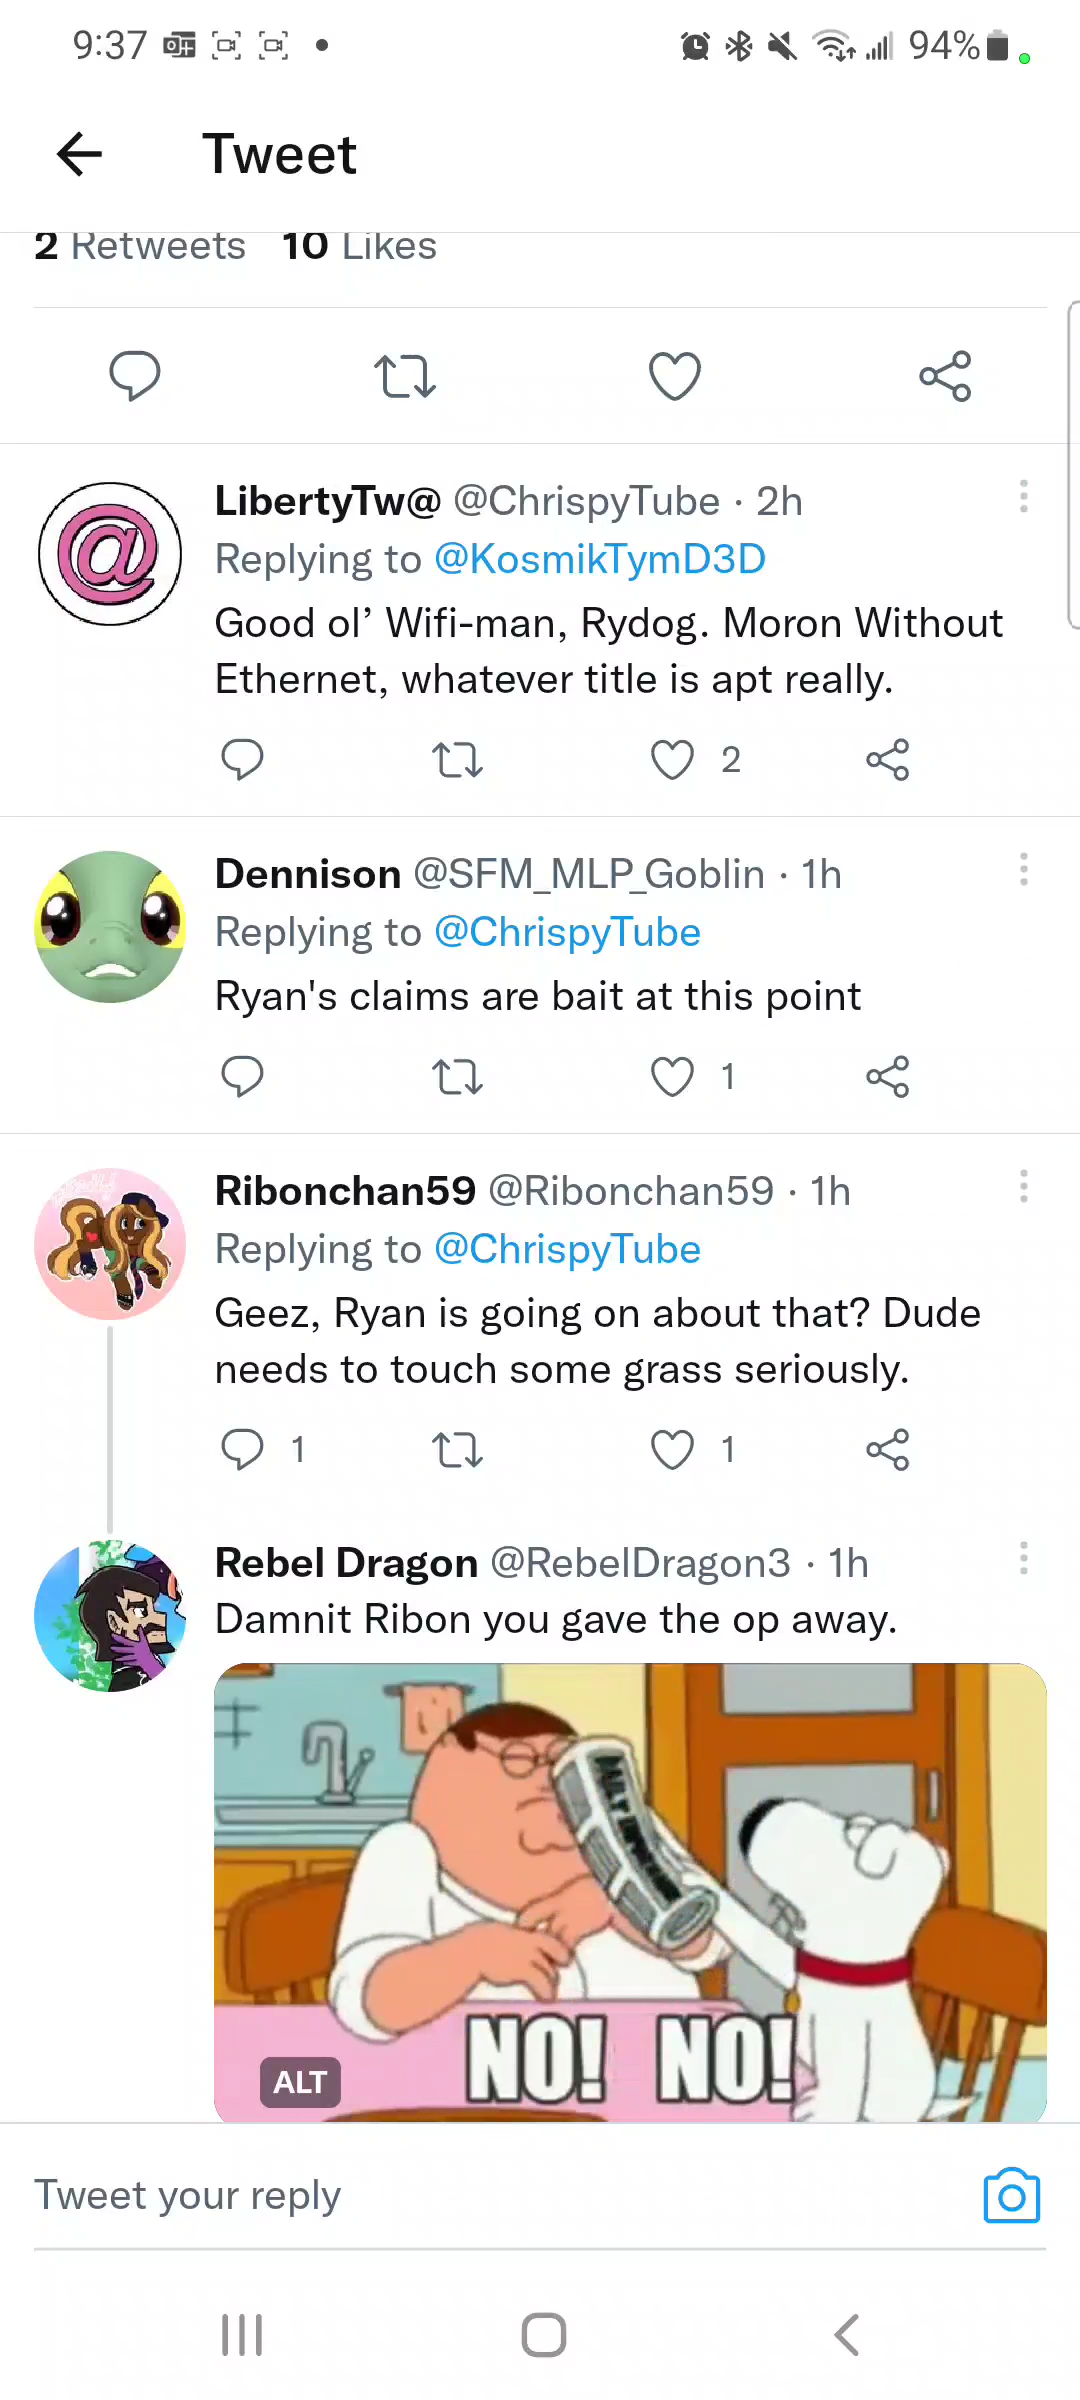 9:37
94%
Tweet
2 Retweets 10 Likes
LibertyTw@ @ChrispyTube · 2h
Replying to @KosmikTymD3D
Good ol’ Wifi-man, Rydog. Moron Without
Ethernet, whatever title is apt really.
2
Dennison @SFM_MLP_Goblin · 1h
Replying to @ChrispyTube
Ryan's claims are bait at this point
1
Ribonchan59 @Ribonchan59 · 1h
Replying to @ChrispyTube
Geez, Ryan is going on about that? Dude
needs to touch some grass seriously.
1 1
Rebel Dragon @RebelDragon3 · 1h
Damnit Ribon you gave the op away.
NO! NO!
ALT
Tweet your reply